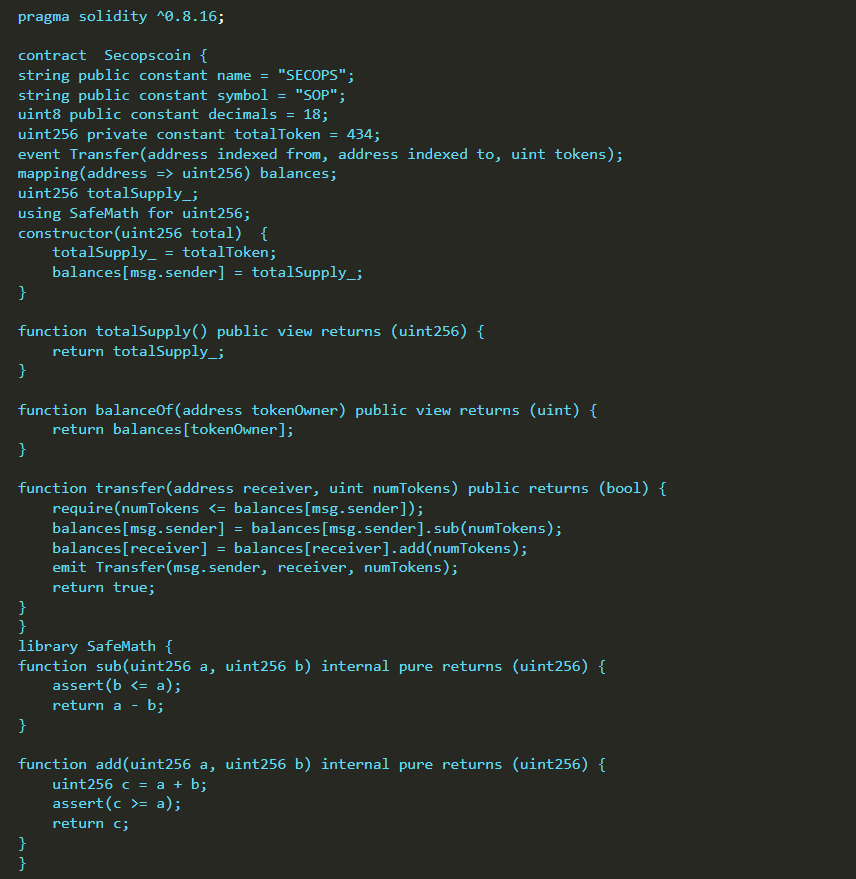 pragma solidity ^0.8.16;
contract  Secopscoin {
string public constant name = "SECOPS";
string public constant symbol = "SOP";
uint8 public constant decimals = 18;
uint256 private constant totalToken = 434;
event Transfer(address indexed from, address indexed to, uint tokens);
mapping(address => uint256) balances;
uint256 totalSupply_;
using SafeMath for uint256;
constructor(uint256 total)  {
    totalSupply_ = totalToken;
    balances[msg.sender] = totalSupply_;
}
function totalSupply() public view returns (uint256) {
    return totalSupply_;
}
function balanceOf(address tokenOwner) public view returns (uint) {
    return balances[tokenOwner];
}
function transfer(address receiver, uint numTokens) public returns (bool) {
    require(numTokens <= balances[msg.sender]);
    balances[msg.sender] = balances[msg.sender].sub(numTokens);
    balances[receiver] = balances[receiver].add(numTokens);
    emit Transfer(msg.sender, receiver, numTokens);
    return true;
}
}
library SafeMath {
function sub(uint256 a, uint256 b) internal pure returns (uint256) {
    assert(b <= a);
    return a - b;
}
function add(uint256 a, uint256 b) internal pure returns (uint256) {
    uint256 c = a + b;
    assert(c >= a);
    return c;
}
}